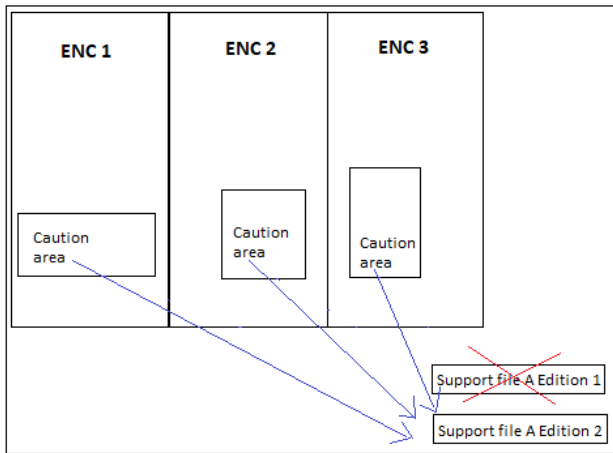 ENC 1
ENC 2
ENC 3
Caution
area
Caution
area
Caution
area
Support file A Edition 1
Support file A Edition 2